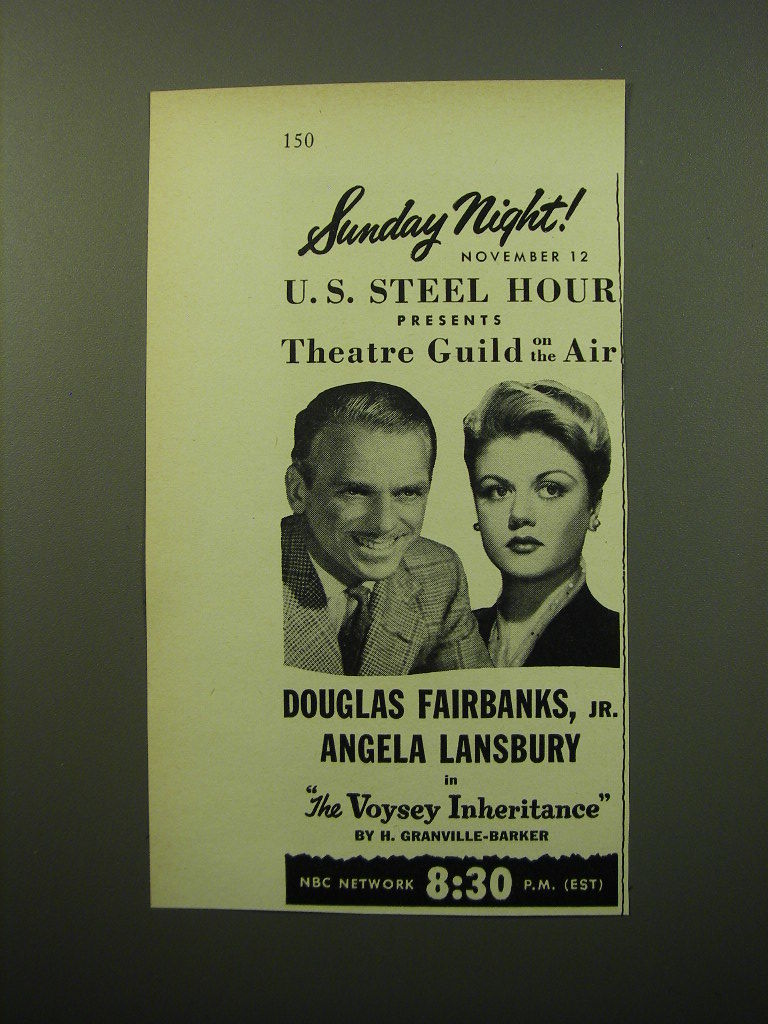 150
Sunday Night!
NOVEMBER 12
U. S. STEEL HOUR
PRESENTS
Theatre Guild on the Air
DOUGLAS FAIRBANKS, JR.
ANGELA LANSBURY
in
"The Voysey Inheritance"
BY H. GRANVILLE-BARKER
NBC NETWORK 8:30 P.M. (EST)